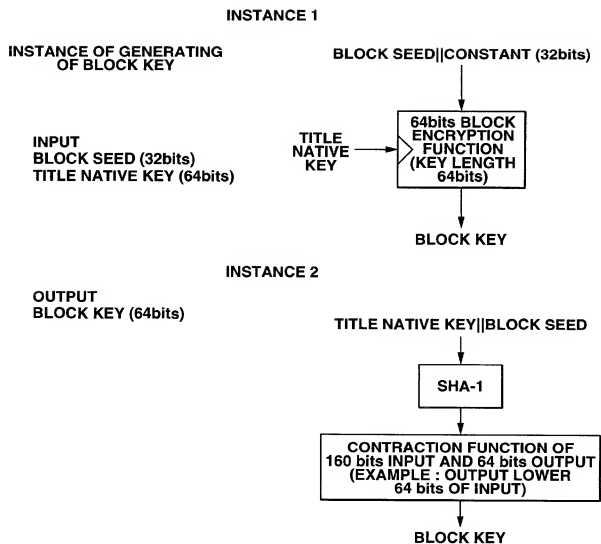 INSTANCE 1
INSTANCE OF GENERATING
OF BLOCK KEY
BLOCK SEED||CONSTANT (32bits)
INPUT
BLOCK SEED (32bits)
TITLE NATIVE KEY (64bits)
TITLE
NATIVE
KEY
64bits BLOCK
ENCRYPTION
FUNCTION
(KEY LENGTH
64bits)
BLOCK KEY
INSTANCE 2
OUTPUT
BLOCK KEY (64bits)
TITLE NATIVE KEY||BLOCK SEED
SHA-1
CONTRACTION FUNCTION OF
160 bits INPUT AND 64 bits OUTPUT
(EXAMPLE : OUTPUT LOWER
64 bits OF INPUT)
BLOCK KEY